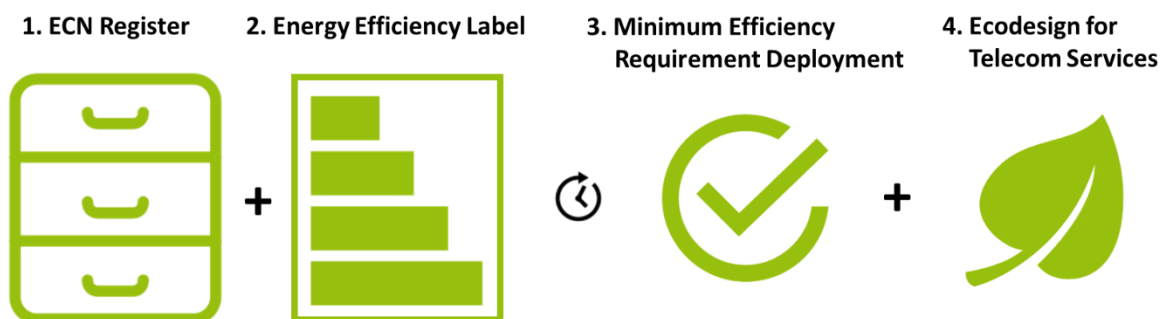 1. ECN Register
2. Energy Efficiency Label
3. Minimum Efficiency
Requirement Deployment
4. Ecodesign for
Telecom Services